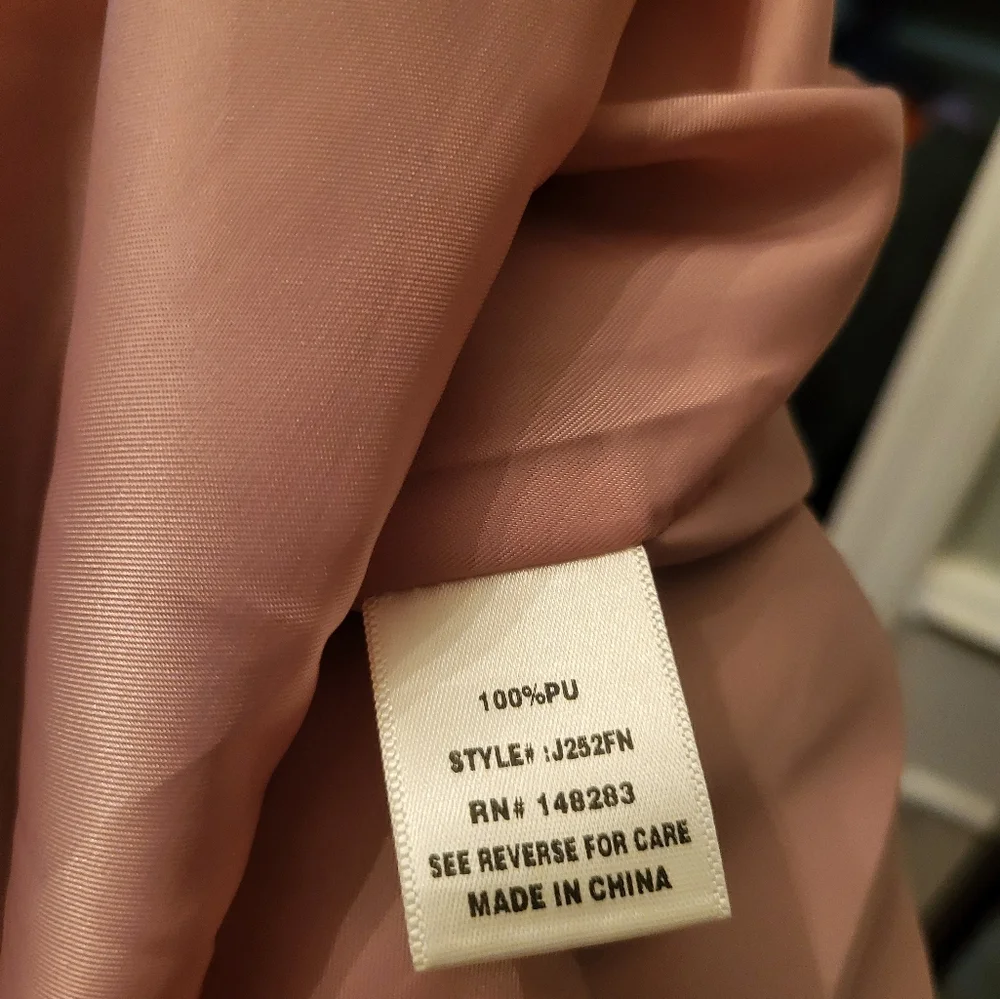 100%PU
STYLE# :J252FN
RN# 148283
SEE REVERSE FOR CARE
MADE IN CHINA